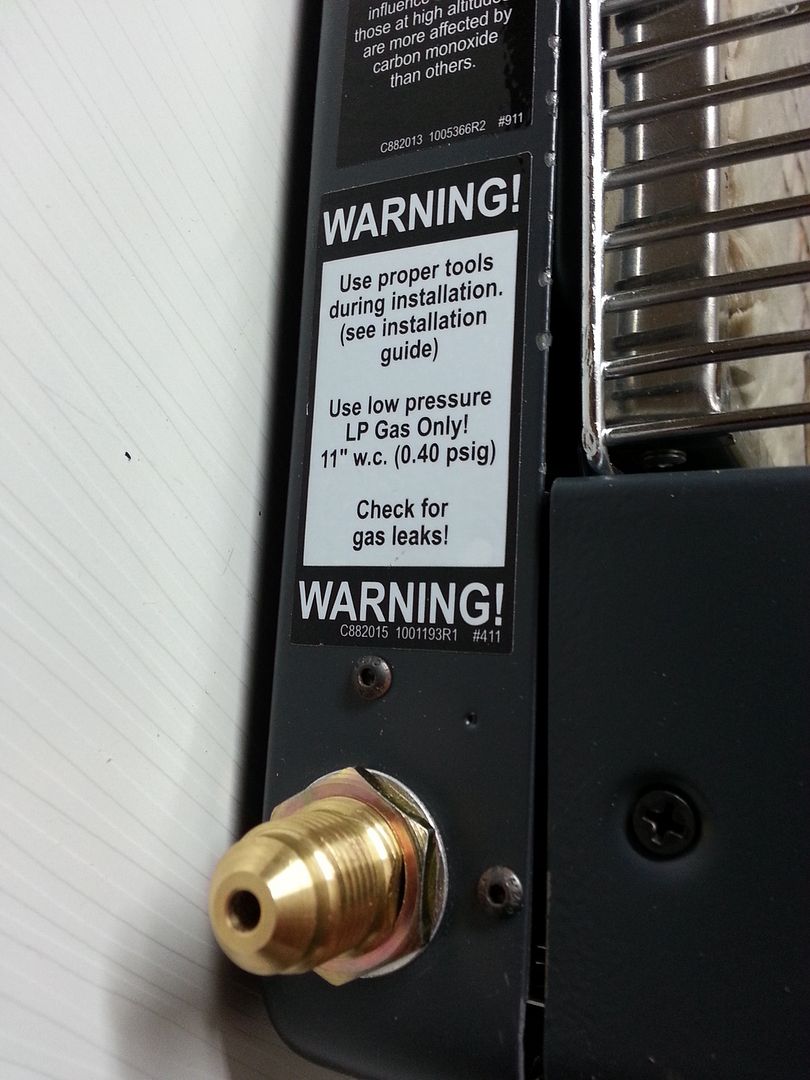 influence
those at high altitudes
are more affected by
carbon monoxide
than others.
C882013 1005366R2 #911
WARNING!
Use proper tools
during installation.
(see installation
guide)
Use low pressure
LP Gas Only!
11" w.c. (0.40 psig)
Check for
gas leaks!
WARNING!
C882015 1001193R1 #411